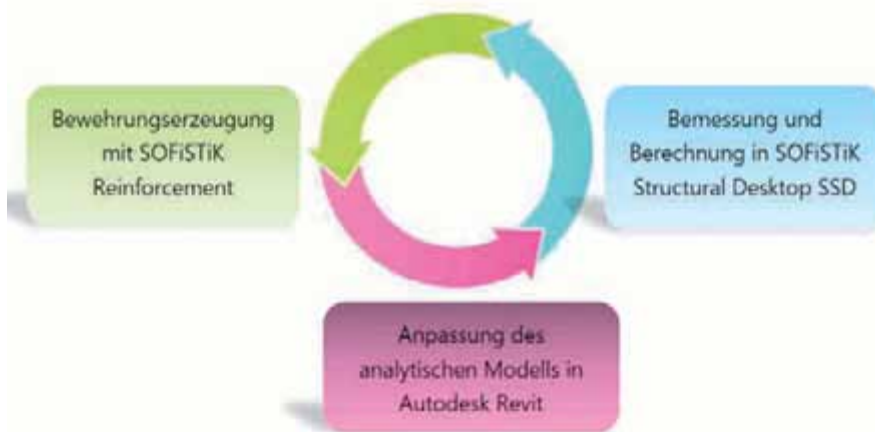 Bewehrungserzeugung
mit SOFiSTiK
Reinforcement
Bemessung und
Berechnung in SOFiSTiK
Structural Desktop SSD
Anpassung des
analytischen Modells in
Autodesk Revit